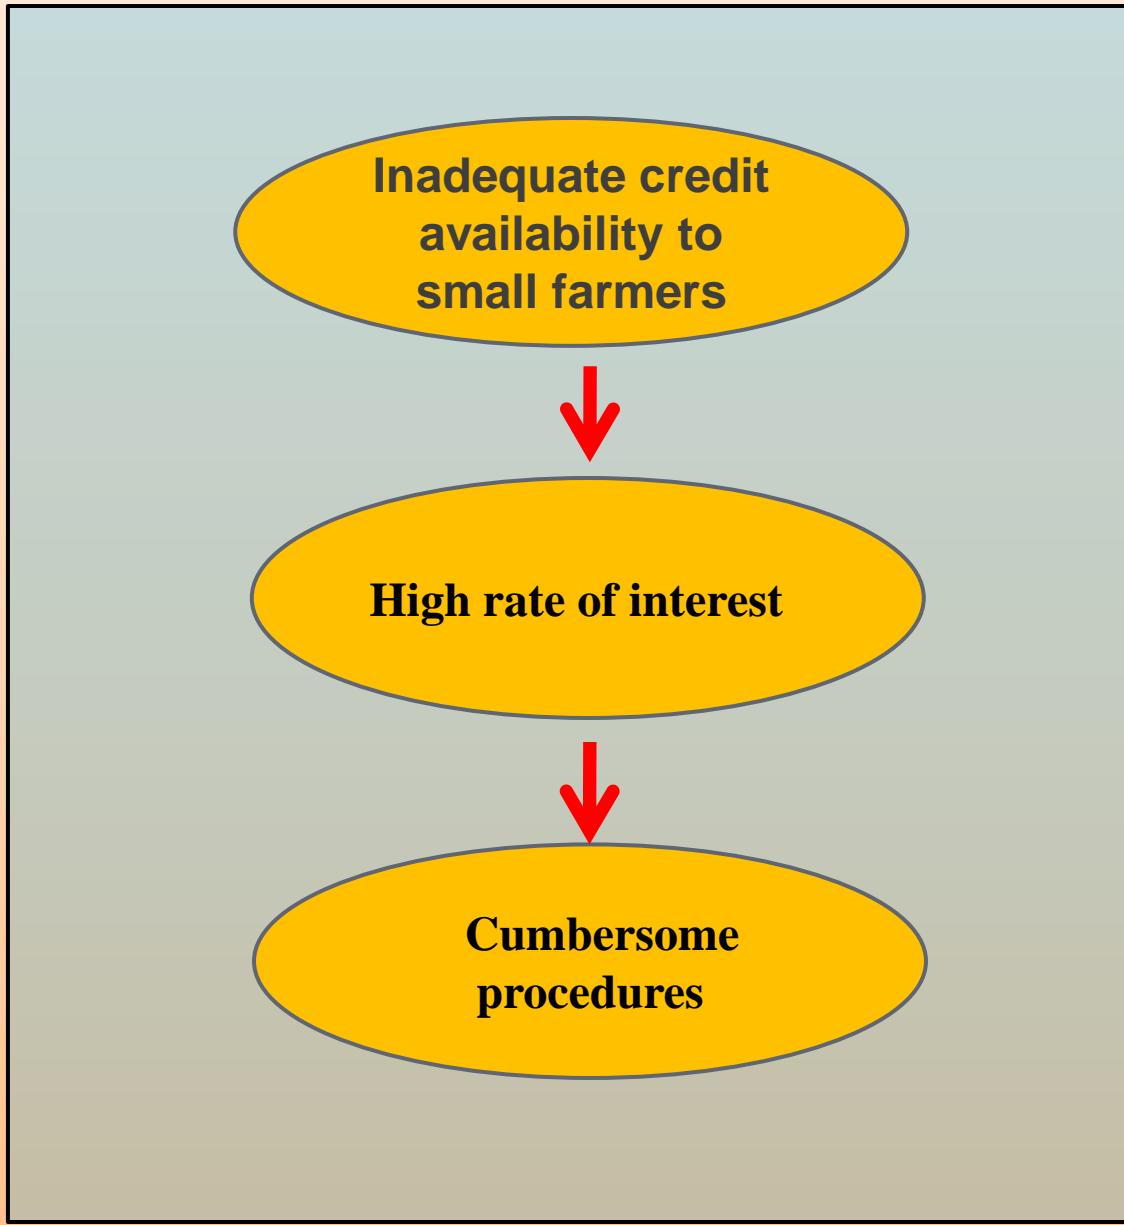 Inadequate credit
availability to
small farmers
High rate of interest
Cumbersome
procedures